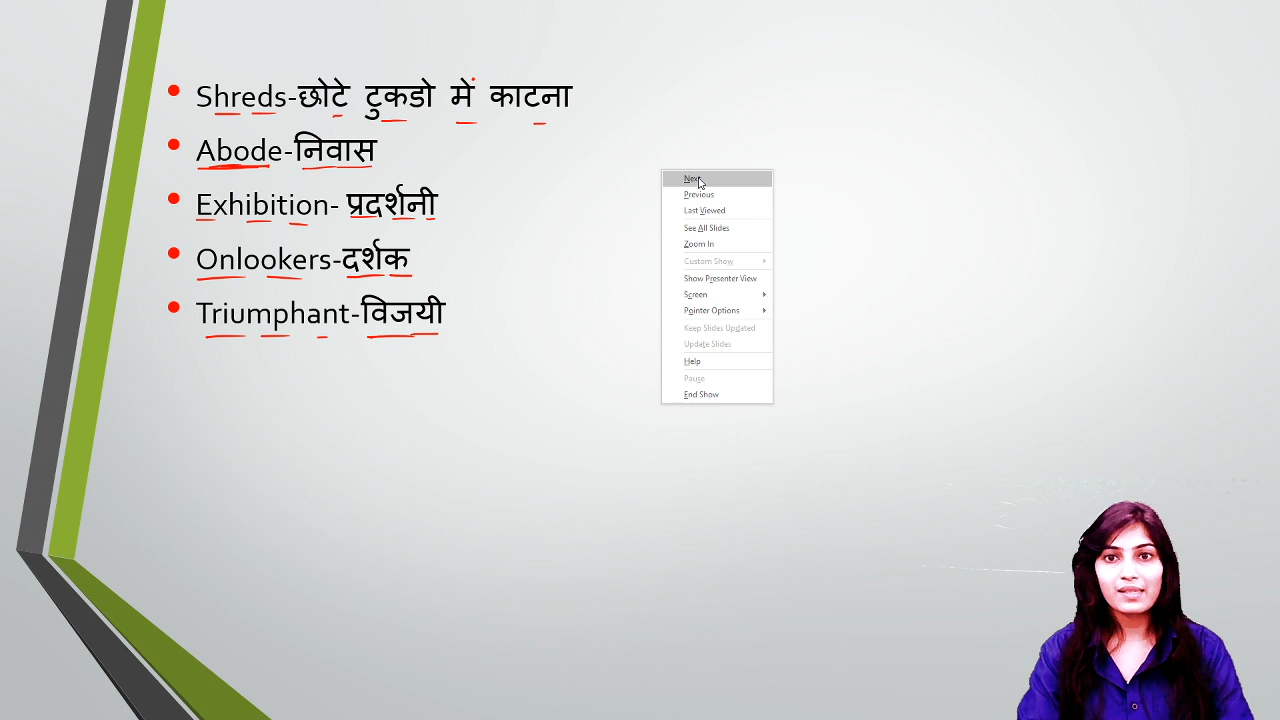 Shreds-छोटे टुकडो में काटना
Abode-निवास
Exhibition- प्रदर्शनी
Onlookers-दर्शक
Triumphant-विजयी
Next
Previous
Last Viewed
See All Slides
Zoom In
Custom Show
Show Presenter View
Screen
Pointer Options
Keep Slides Updated
Update Slides
Help
Pause
End Show